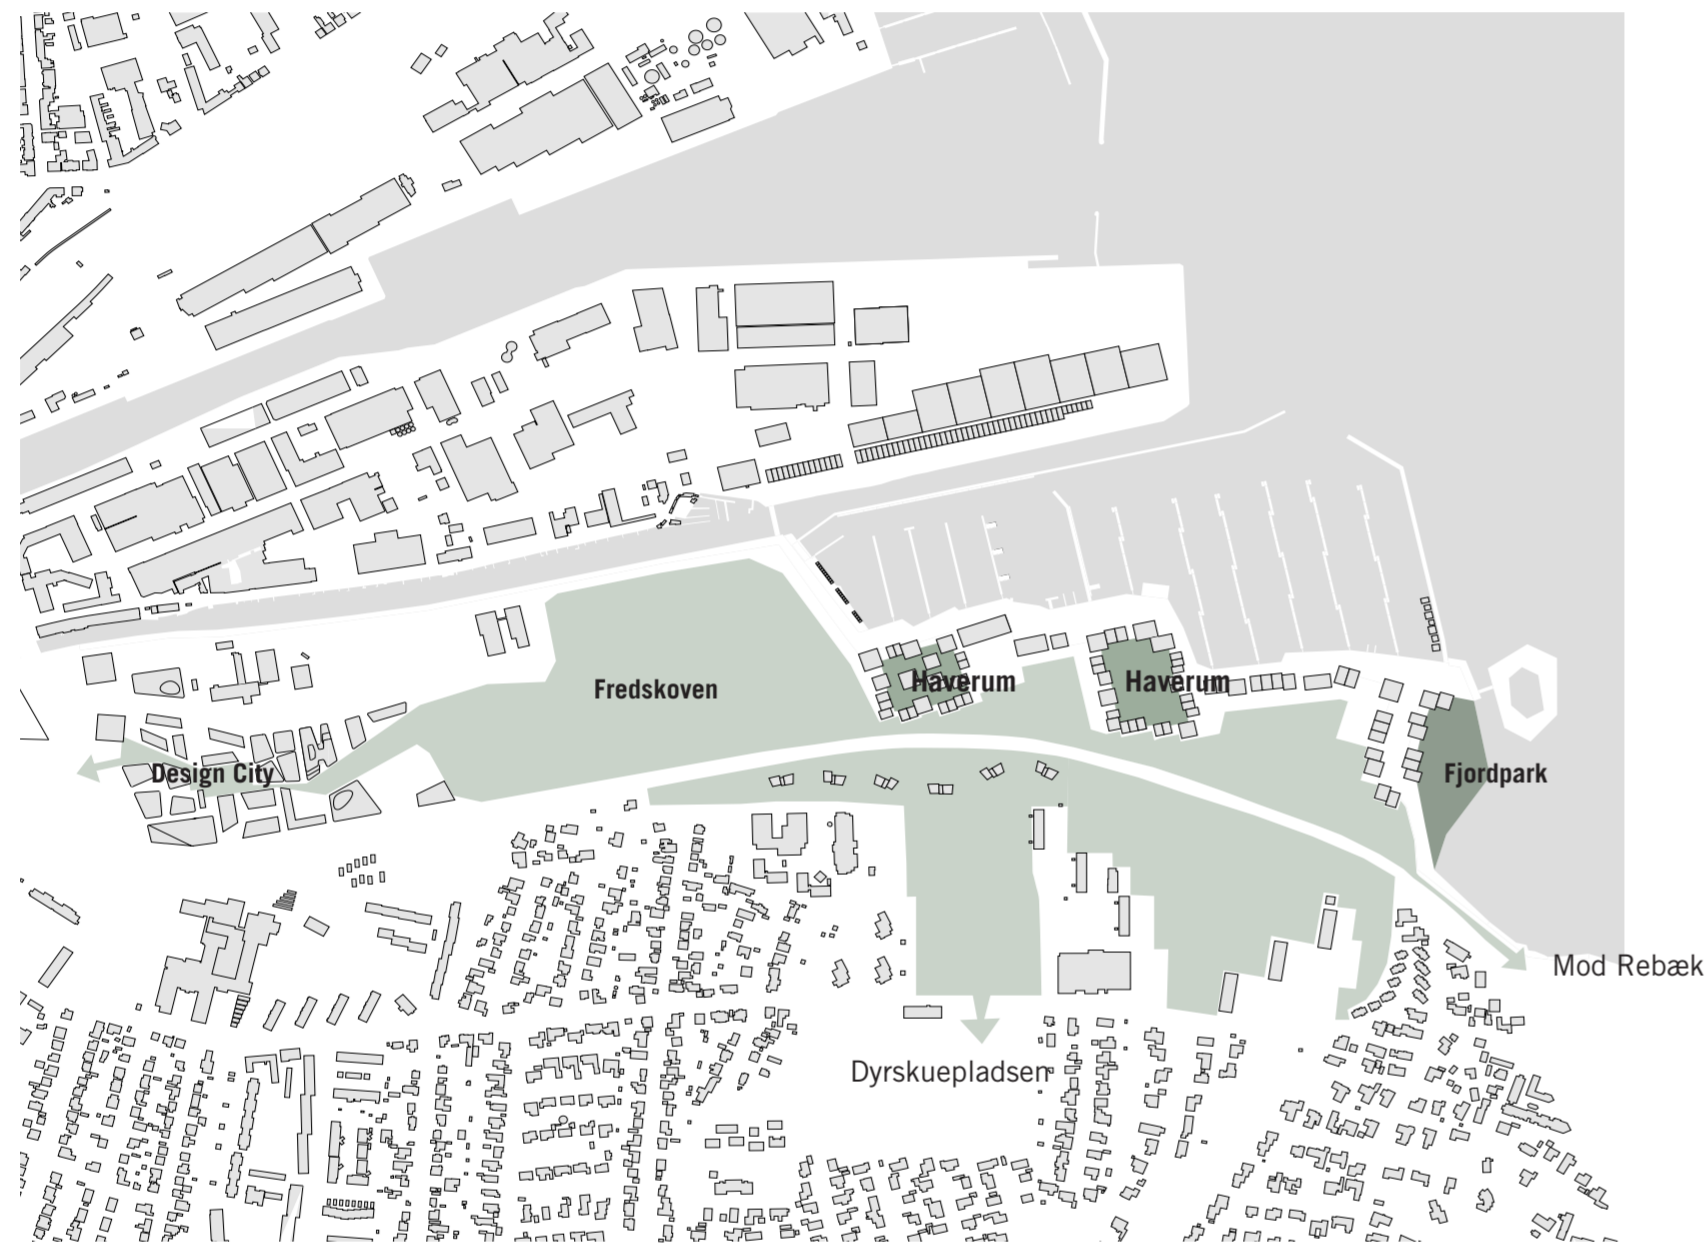 Fredskoven
Haverum
Haverum
Design City
Fjordpark
Mod Rebæk
Dyrskuepladsen